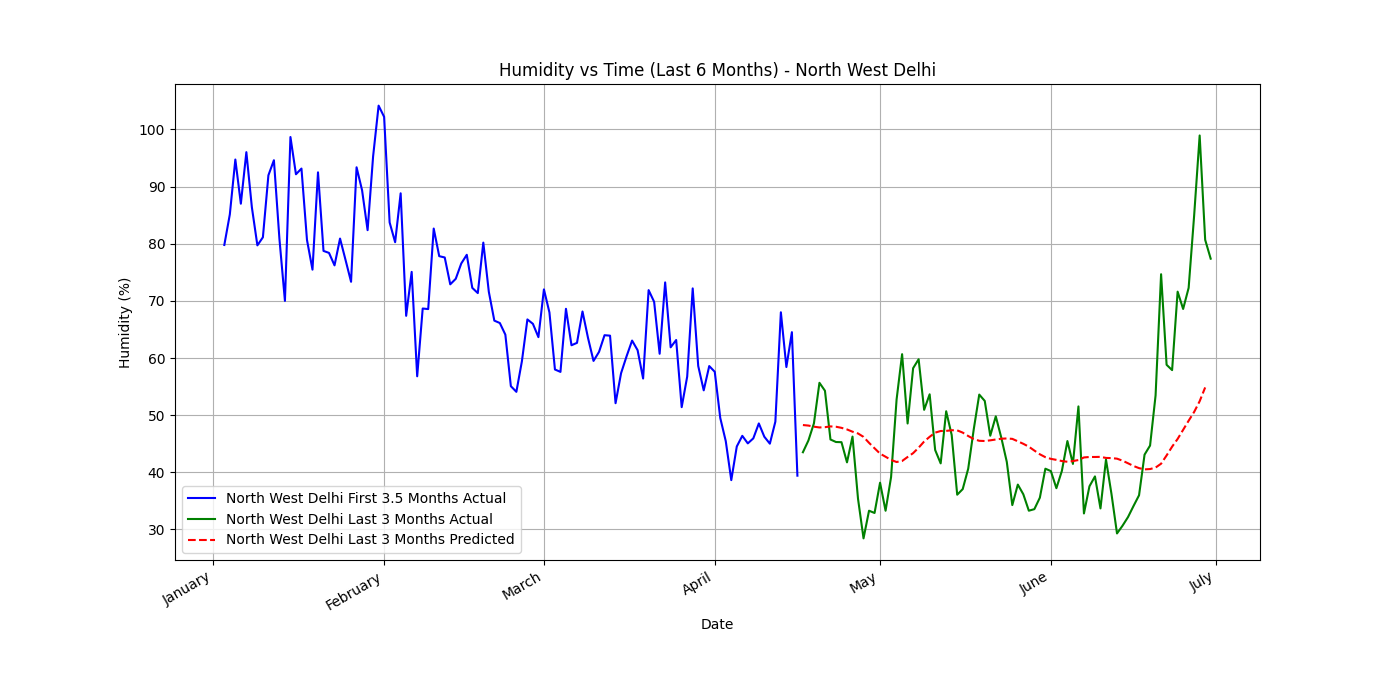 Humidity vs Time (Last 6 Months) - North West Delhi
Humidity (%)
100
90
80
70
60
50
40
30
North West Delhi First 3.5 Months Actual
North West Delhi Last 3 Months Actual
North West Delhi Last 3 Months Predicted
January
February
March
April
May
June
July
Date